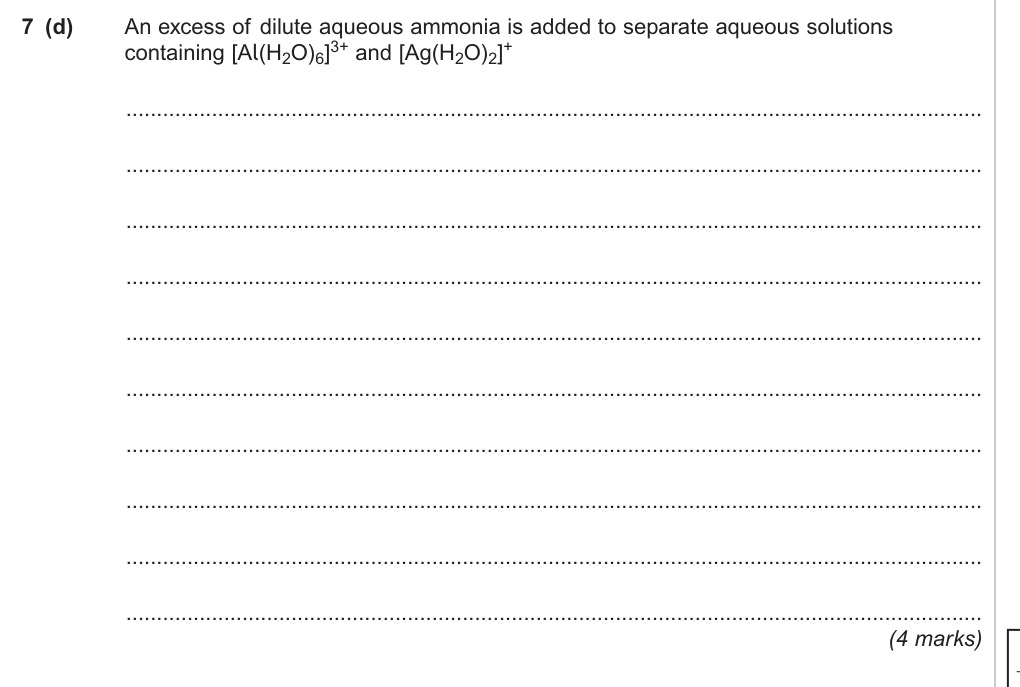 7 (d) An excess of dilute aqueous ammonia is added to separate aqueous solutions
containing [Al(H₂O)₆]³⁺ and [Ag(H₂O)₂]⁺
(4 marks)